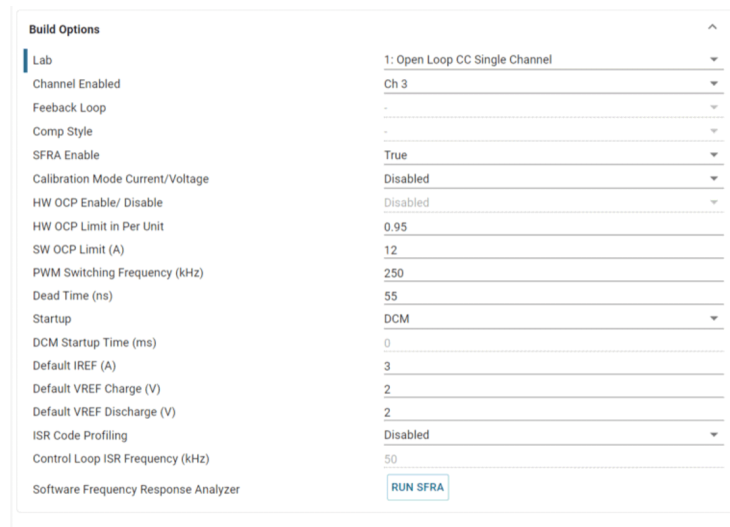 Build Options
Lab 1: Open Loop CC Single Channel
Channel Enabled Ch 3
Feeback Loop -
Comp Style -
SFRA Enable True
Calibration Mode Current/Voltage Disabled
HW OCP Enable/ Disable Disabled
HW OCP Limit in Per Unit 0.95
SW OCP Limit (A) 12
PWM Switching Frequency (kHz) 250
Dead Time (ns) 55
Startup DCM
DCM Startup Time (ms) 0
Default IREF (A) 3
Default VREF Charge (V) 2
Default VREF Discharge (V) 2
ISR Code Profiling Disabled
Control Loop ISR Frequency (kHz) 50
Software Frequency Response Analyzer RUN SFRA